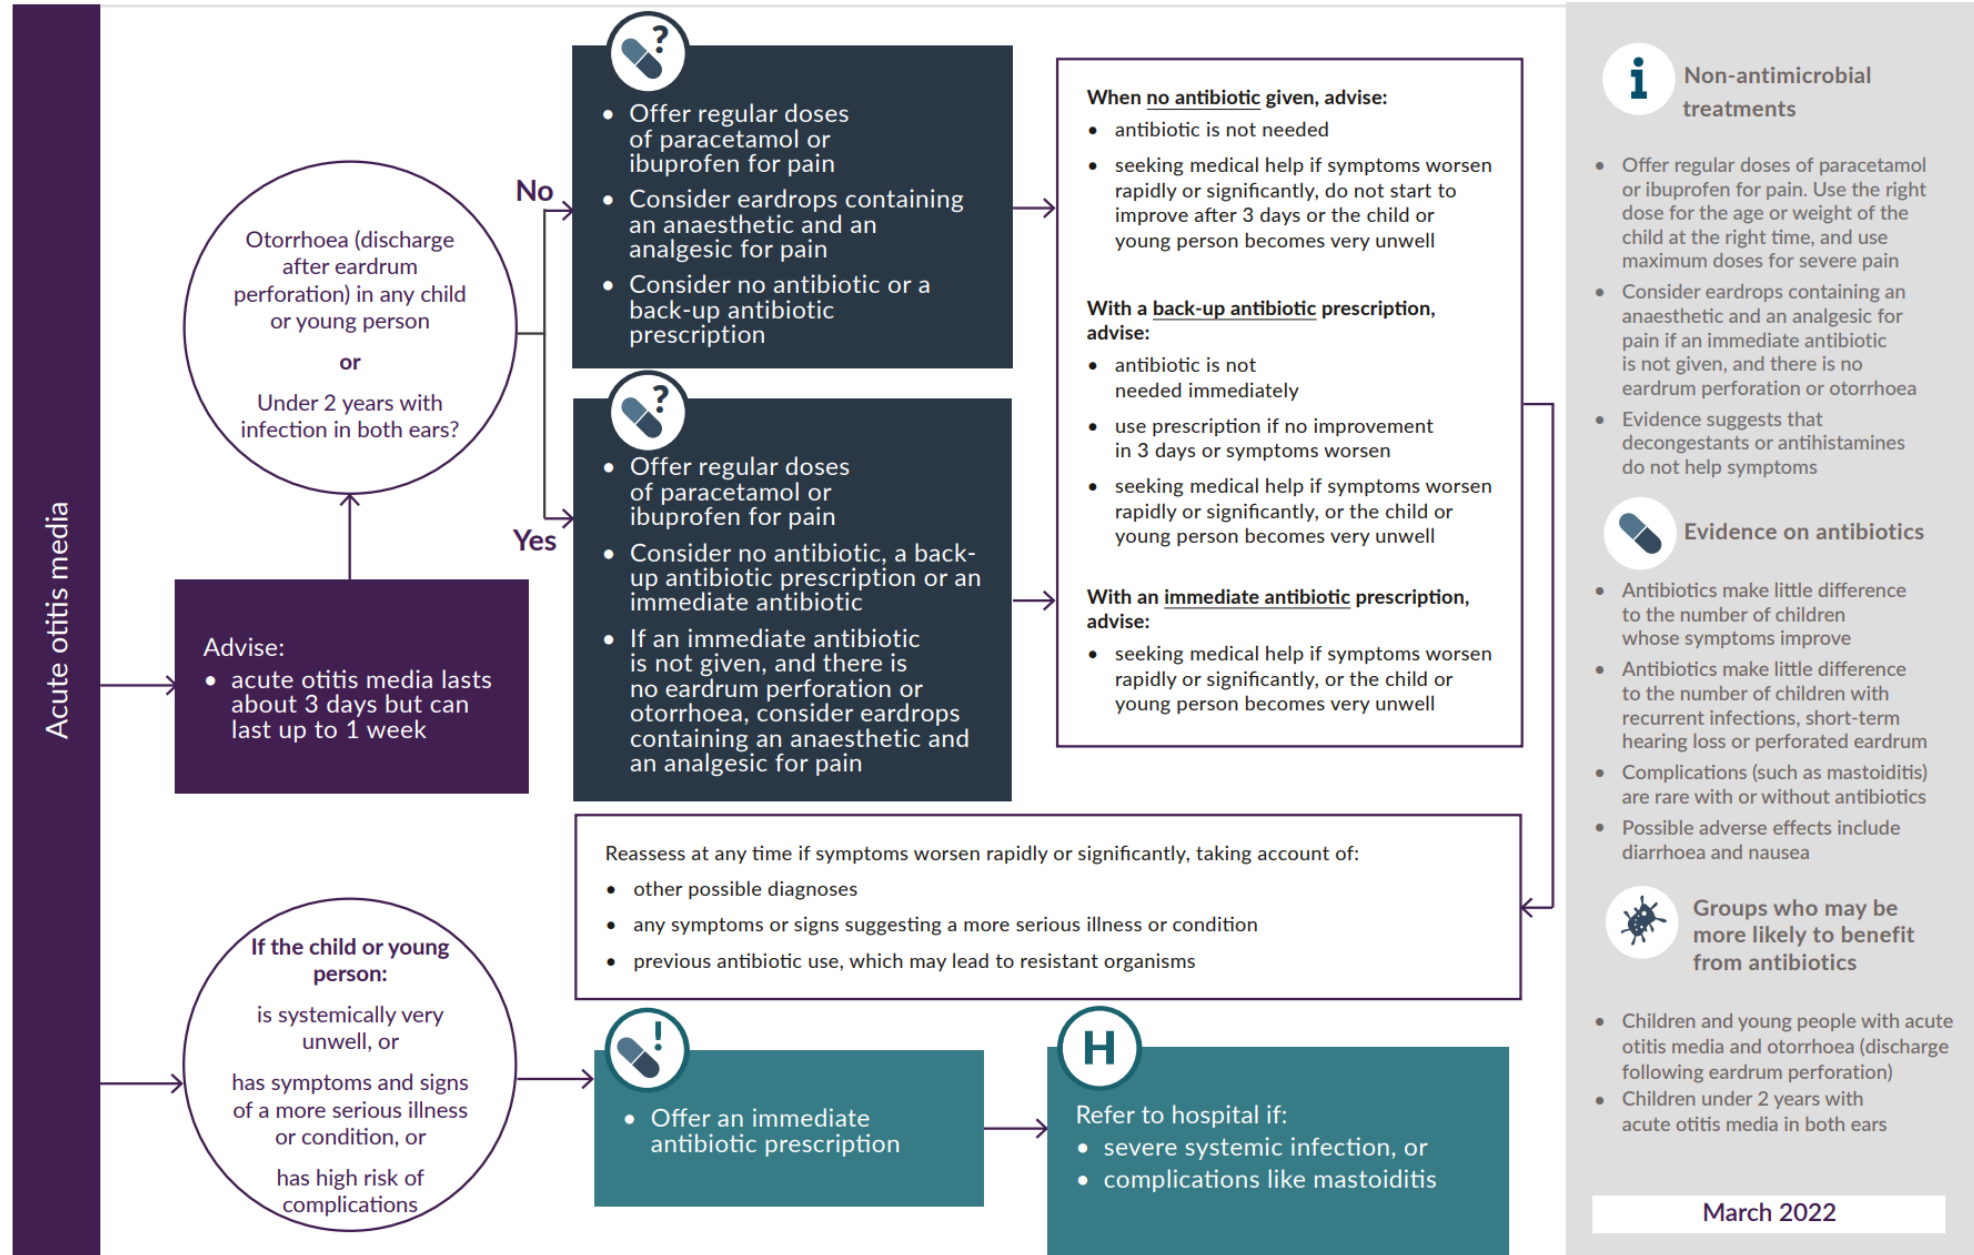 Acute otitis media
Advise:
• acute otitis media lasts
about 3 days but can
last up to 1 week
Otorrhoea (discharge
after eardrum
perforation) in any child
or young person
or
Under 2 years with
infection in both ears?
No
?
• Offer regular doses
of paracetamol or
ibuprofen for pain
• Consider eardrops containing
an anaesthetic and an
analgesic for pain
• Consider no antibiotic or a
back-up antibiotic
prescription
Yes
?
• Offer regular doses
of paracetamol or
ibuprofen for pain
• Consider no antibiotic, a back-
up antibiotic prescription or an
immediate antibiotic
• If an immediate antibiotic
is not given, and there is
no eardrum perforation or
otorrhoea, consider eardrops
containing an anaesthetic and
an analgesic for pain
When no antibiotic given, advise:
• antibiotic is not needed
• seeking medical help if symptoms worsen
rapidly or significantly, do not start to
improve after 3 days or the child or
young person becomes very unwell
With a back-up antibiotic prescription,
advise:
• antibiotic is not
needed immediately
• use prescription if no improvement
in 3 days or symptoms worsen
• seeking medical help if symptoms worsen
rapidly or significantly, or the child or
young person becomes very unwell
With an immediate antibiotic prescription,
advise:
• seeking medical help if symptoms worsen
rapidly or significantly, or the child or
young person becomes very unwell
Reassess at any time if symptoms worsen rapidly or significantly, taking account of:
• other possible diagnoses
• any symptoms or signs suggesting a more serious illness or condition
• previous antibiotic use, which may lead to resistant organisms
If the child or young
person:
is systemically very
unwell, or
has symptoms and signs
of a more serious illness
or condition, or
has high risk of
complications
!
• Offer an immediate
antibiotic prescription
H
Refer to hospital if:
• severe systemic infection, or
• complications like mastoiditis
i
Non-antimicrobial
treatments
• Offer regular doses of paracetamol
or ibuprofen for pain. Use the right
dose for the age or weight of the
child at the right time, and use
maximum doses for severe pain
• Consider eardrops containing an
anaesthetic and an analgesic for
pain if an immediate antibiotic
is not given, and there is no
eardrum perforation or otorrhoea
• Evidence suggests that
decongestants or antihistamines
do not help symptoms
Evidence on antibiotics
• Antibiotics make little difference
to the number of children
whose symptoms improve
• Antibiotics make little difference
to the number of children with
recurrent infections, short-term
hearing loss or perforated eardrum
• Complications (such as mastoiditis)
are rare with or without antibiotics
• Possible adverse effects include
diarrhoea and nausea
Groups who may be
more likely to benefit
from antibiotics
• Children and young people with acute
otitis media and otorrhoea (discharge
following eardrum perforation)
• Children under 2 years with
acute otitis media in both ears
March 2022